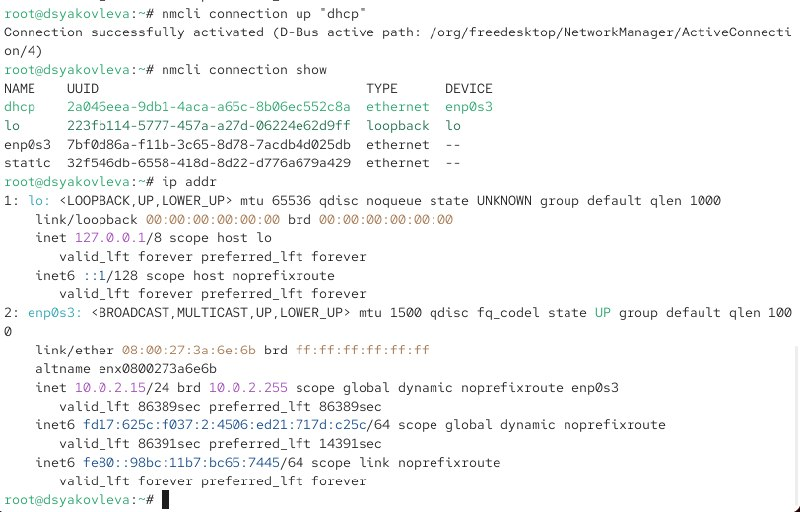 root@dsyakovleva:~# nmcli connection up "dhcp"
Connection successfully activated (D-Bus active path: /org/freedesktop/NetworkManager/ActiveConnecti
on/4)
root@dsyakovleva:~# nmcli connection show
NAME    UUID                                  TYPE      DEVICE
dhcp    2a046eea-9db1-4aca-a65c-8b06ec552c8a  ethernet  enp0s3
lo      223fb114-5777-457a-a27d-06224e62d9ff  loopback  lo
enp0s3  7bf0d86a-f11b-3c65-8d78-7acdb4d025db  ethernet  --
static  32f546db-6558-418d-8d22-d776a679a429  ethernet  --
root@dsyakovleva:~# ip addr
1: lo: <LOOPBACK,UP,LOWER_UP> mtu 65536 qdisc noqueue state UNKNOWN group default qlen 1000
    link/loopback 00:00:00:00:00:00 brd 00:00:00:00:00:00
    inet 127.0.0.1/8 scope host lo
       valid_lft forever preferred_lft forever
    inet6 ::1/128 scope host noprefixroute
       valid_lft forever preferred_lft forever
2: enp0s3: <BROADCAST,MULTICAST,UP,LOWER_UP> mtu 1500 qdisc fq_codel state UP group default qlen 100
0
    link/ether 08:00:27:3a:6e:6b brd ff:ff:ff:ff:ff:ff
    altname enx0800273a6e6b
    inet 10.0.2.15/24 brd 10.0.2.255 scope global dynamic noprefixroute enp0s3
       valid_lft 86389sec preferred_lft 86389sec
    inet6 fd17:625c:f037:2:4506:ed21:717d:c25c/64 scope global dynamic noprefixroute
       valid_lft 86391sec preferred_lft 14391sec
    inet6 fe80::98bc:11b7:bc65:7445/64 scope link noprefixroute
       valid_lft forever preferred_lft forever
root@dsyakovleva:~#